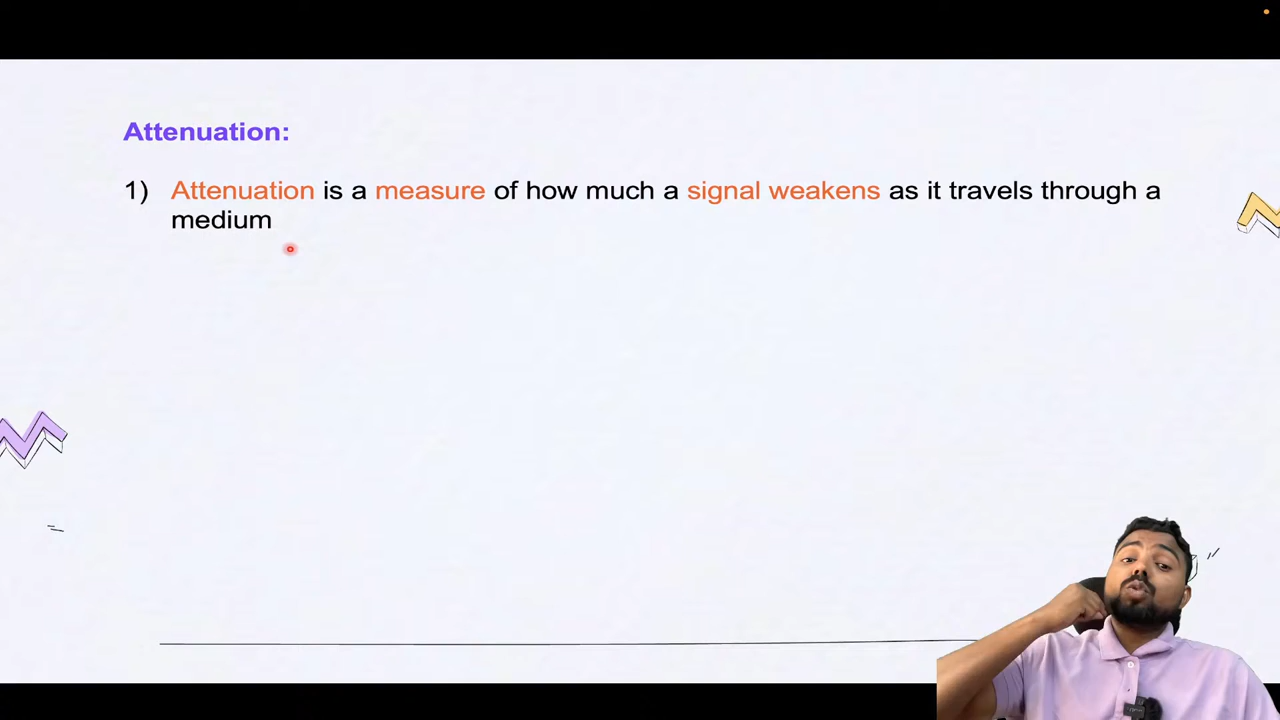 Attenuation:
1) Attenuation is a measure of how much a signal weakens as it travels through a
medium